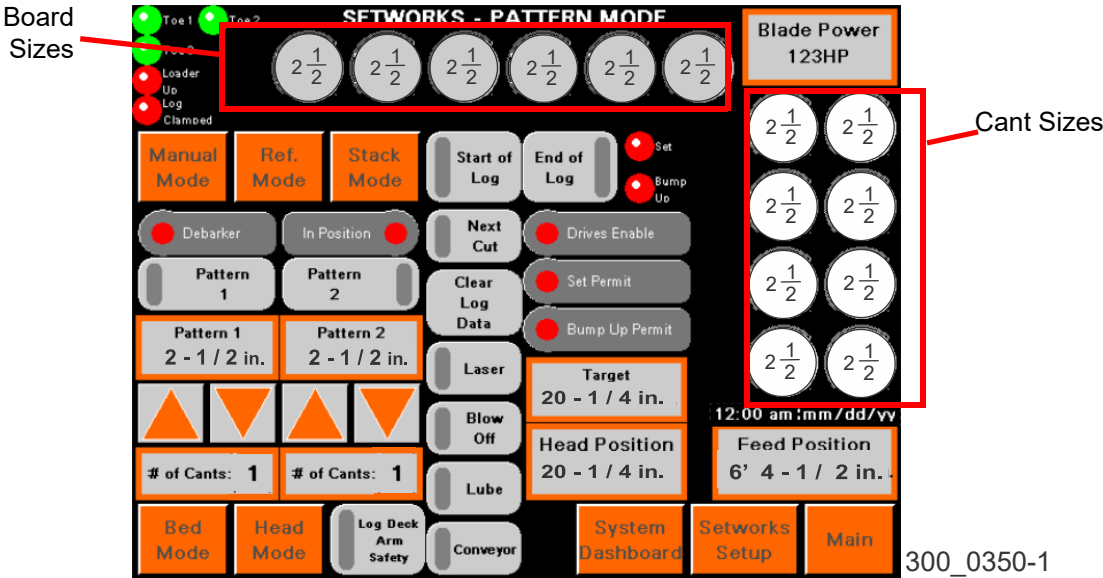 Board
Sizes
Toe 1 Toe 2
SETWORKS - PATTERN MODE
Toe 3
Loader
Up
Log
Clamped
2 1/2 2 1/2 2 1/2 2 1/2 2 1/2 2 1/2
Blade Power
123HP
Cant Sizes
2 1/2 2 1/2
2 1/2 2 1/2
2 1/2 2 1/2
2 1/2 2 1/2
Manual
Mode
Ref.
Mode
Stack
Mode
Start of
Log
End of
Log
Set
Bump
Up
Debarker
In Position
Next
Cut
Drives Enable
Pattern
1
Pattern
2
Clear
Log
Data
Set Permit
Bump Up Permit
Pattern 1
2 - 1 / 2 in.
Pattern 2
2 - 1 / 2 in.
Laser
Target
20 - 1 / 4 in.
12:00 am:mm/dd/yy
Blow
Off
Head Position
20 - 1 / 4 in.
Feed Position
6’ 4 - 1 / 2 in.
# of Cants: 1
# of Cants: 1
Lube
Bed
Mode
Head
Mode
Log Deck
Arm
Safety
Conveyor
System
Dashboard
Setworks
Setup
Main
300_0350-1